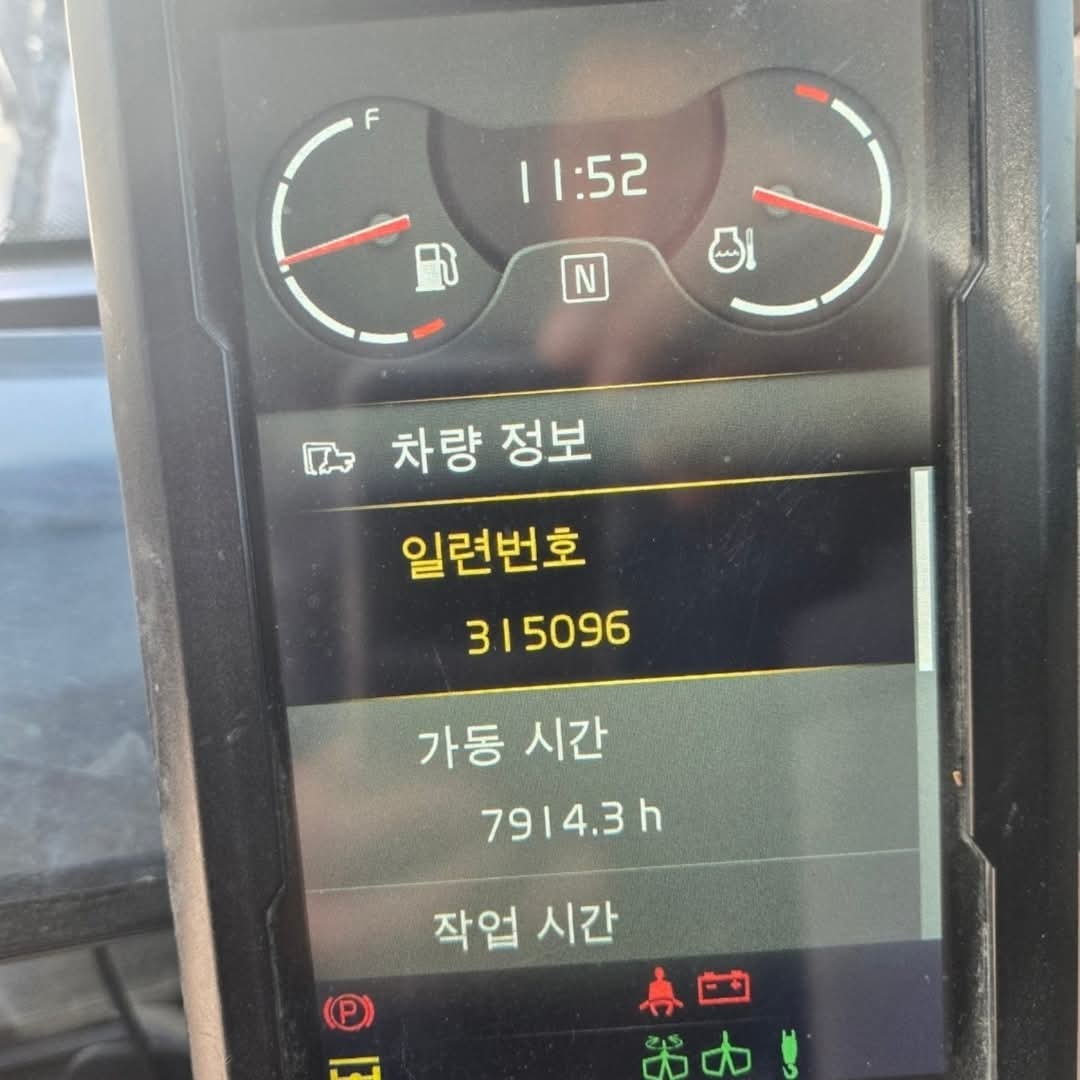 F
11:52
N
차량 정보
일련번호
315096
가동 시간
7914.3 h
작업 시간
P